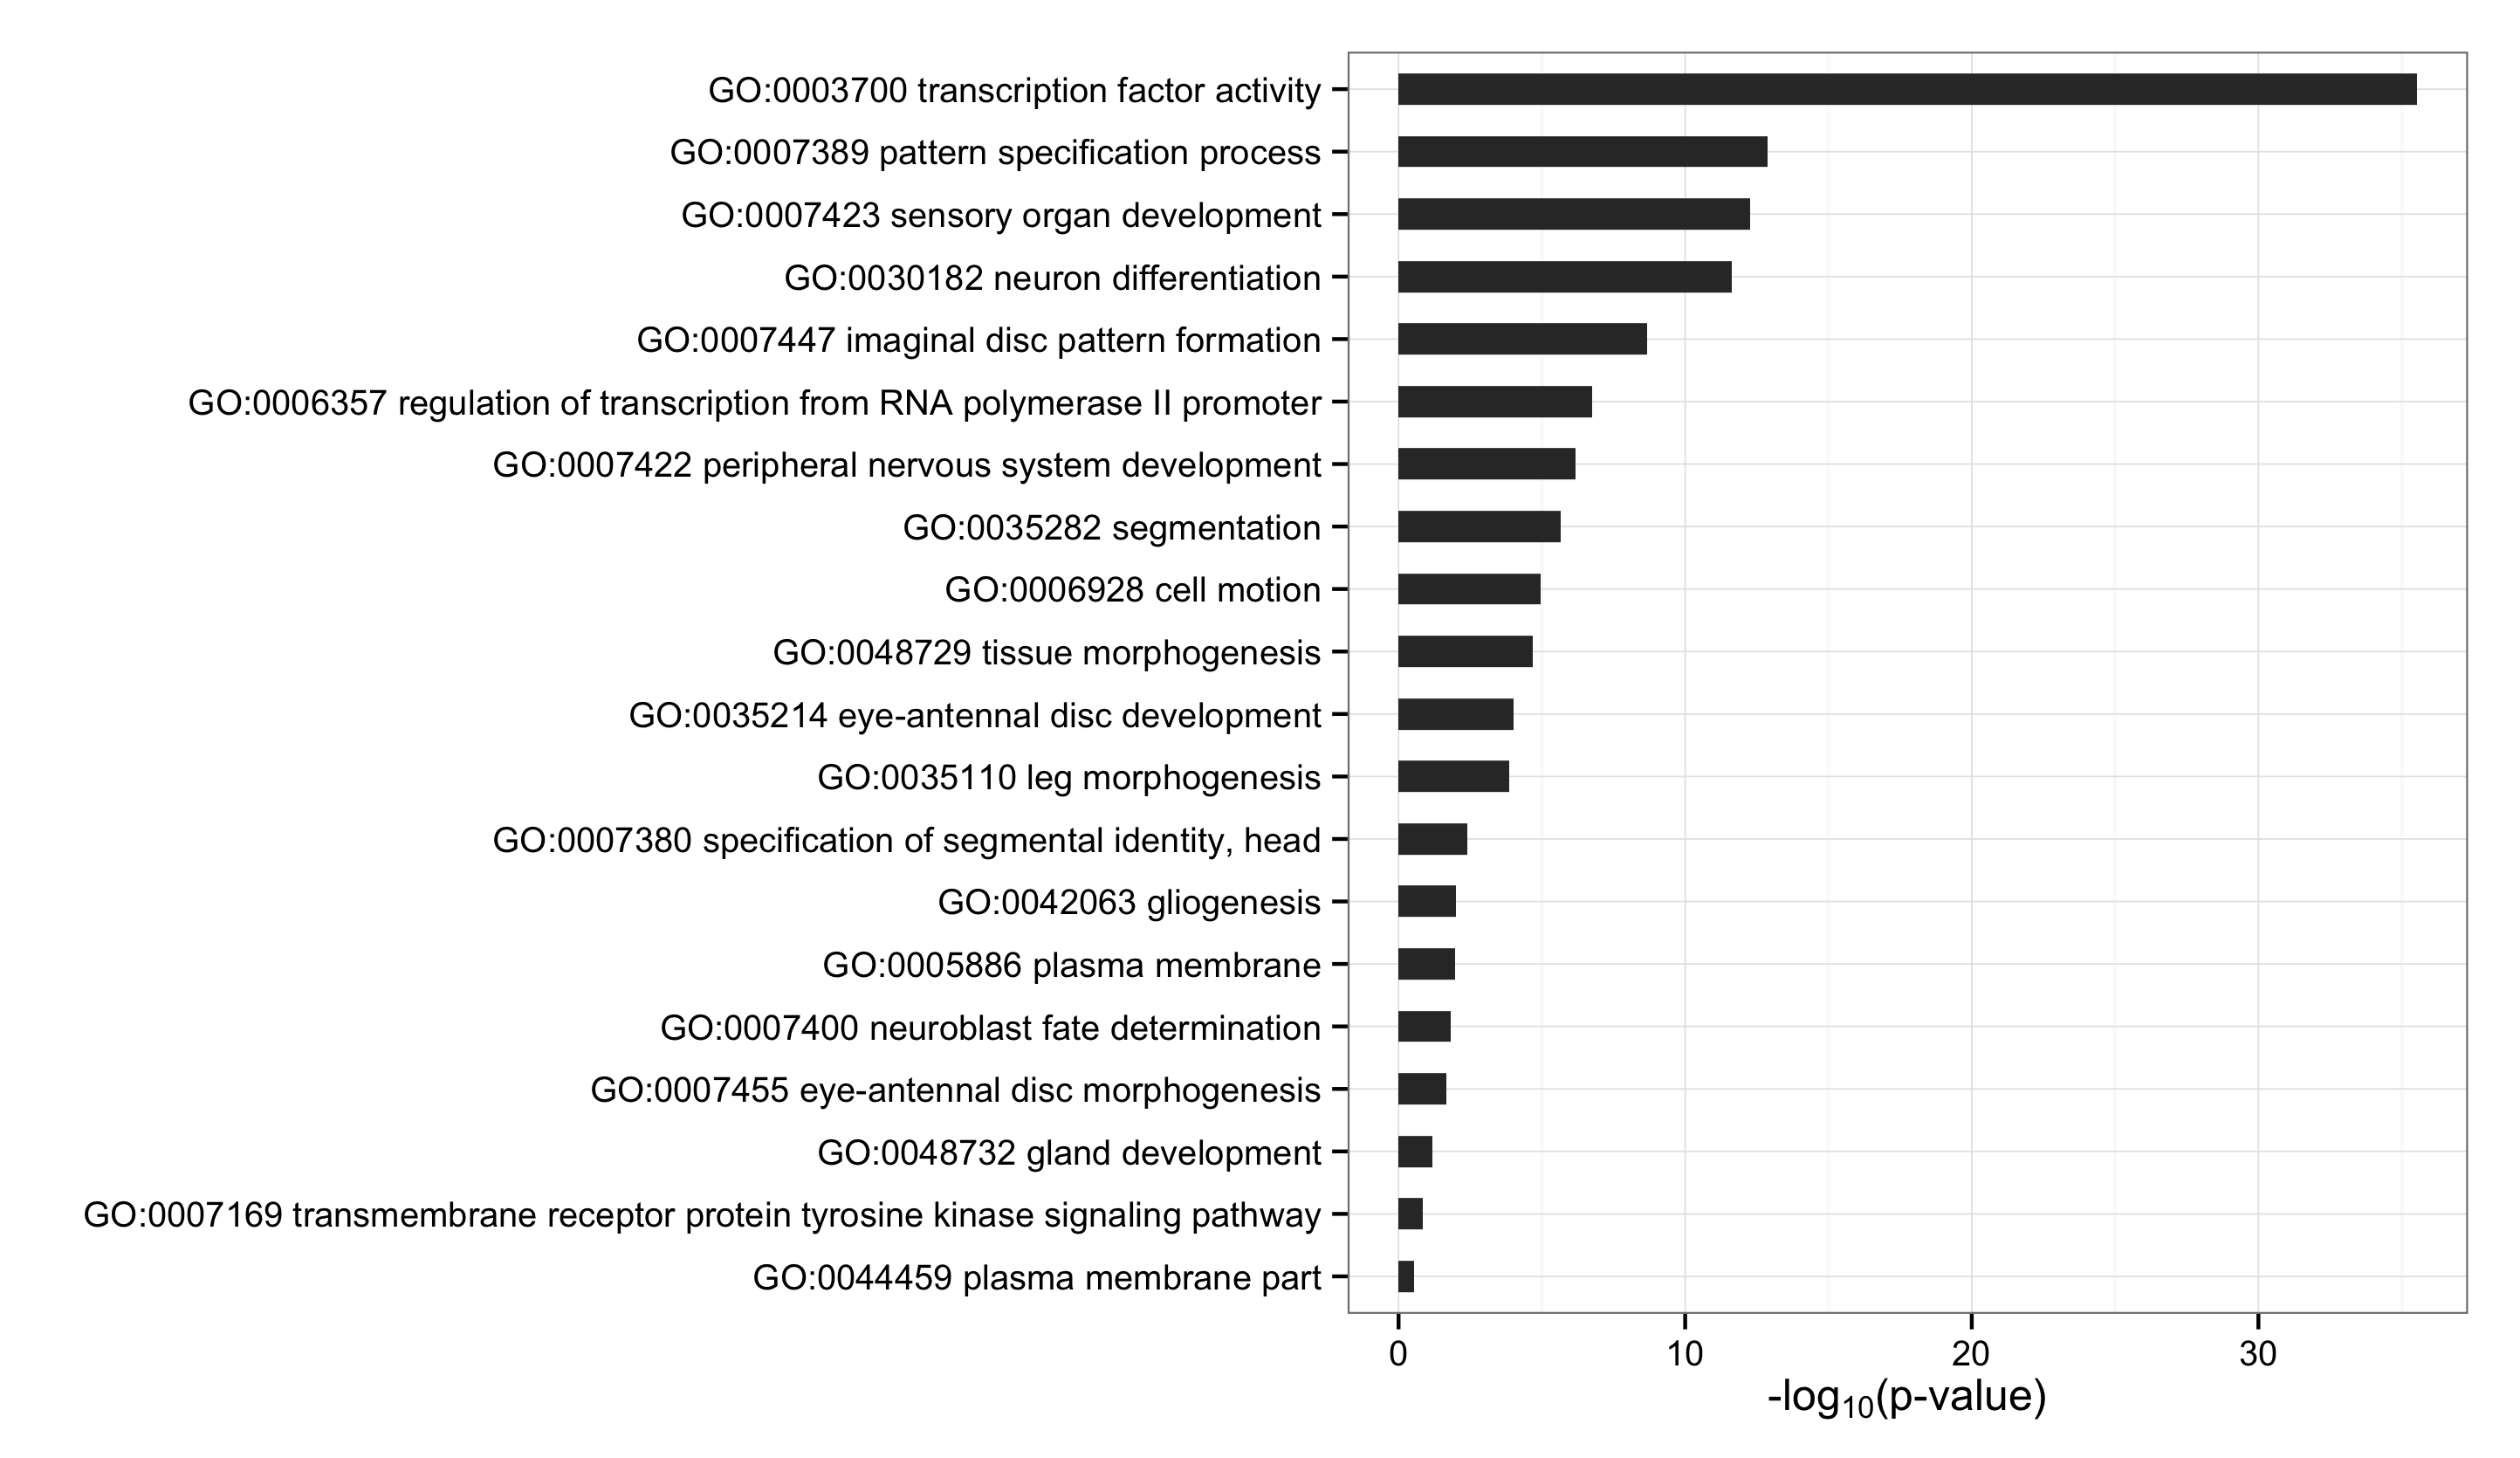 GO:0003700 transcription factor activity
GO:0007389 pattern specification process
GO:0007423 sensory organ development
GO:0030182 neuron differentiation
GO:0007447 imaginal disc pattern formation
GO:0006357 regulation of transcription from RNA polymerase II promoter
GO:0007422 peripheral nervous system development
GO:0035282 segmentation
GO:0006928 cell motion
GO:0048729 tissue morphogenesis
GO:0035214 eye-antennal disc development
GO:0035110 leg morphogenesis
GO:0007380 specification of segmental identity, head
GO:0042063 gliogenesis
GO:0005886 plasma membrane
GO:0007400 neuroblast fate determination
GO:0007455 eye-antennal disc morphogenesis
GO:0048732 gland development
GO:0007169 transmembrane receptor protein tyrosine kinase signaling pathway
GO:0044459 plasma membrane part
0 10 20 30
-log₁₀(p-value)